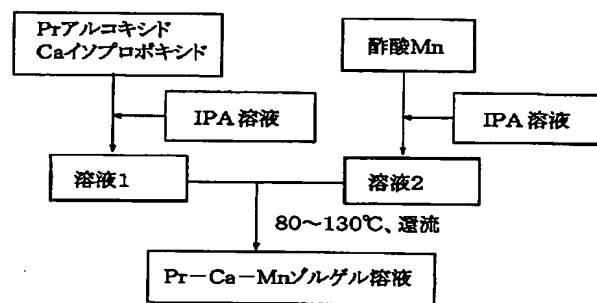 Prアルコキシド
Caイソプロポキシド
酢酸Mn
IPA溶液
IPA溶液
溶液1
溶液2
80～130℃、還流
Pr－Ca－Mnゾルゲル溶液